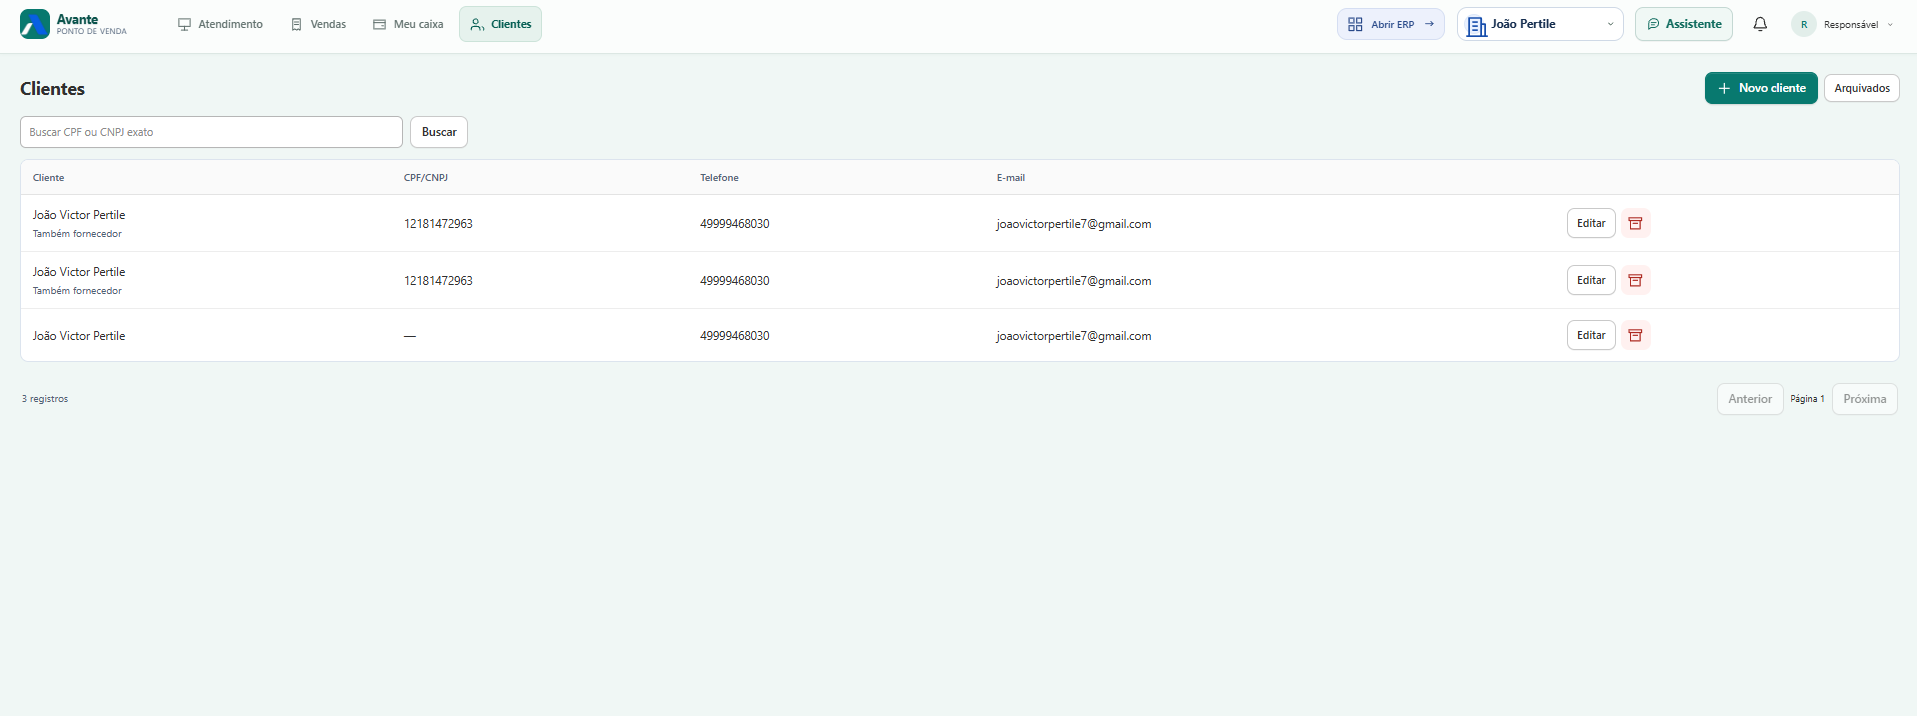 Avante
PONTO DE VENDA
Atendimento
Vendas
Meu caixa
Clientes
Abrir ERP
João Pertile
Assistente
R
Responsável
Clientes
Novo cliente
Arquivados
Buscar CPF ou CNPJ exato
Buscar
Cliente CPF/CNPJ Telefone E-mail
João Victor Pertile
Também fornecedor
12181472963 49999468030 joaovictorpertile7@gmail.com Editar
João Victor Pertile
Também fornecedor
12181472963 49999468030 joaovictorpertile7@gmail.com Editar
João Victor Pertile — 49999468030 joaovictorpertile7@gmail.com Editar
3 registros
Anterior Página 1 Próxima